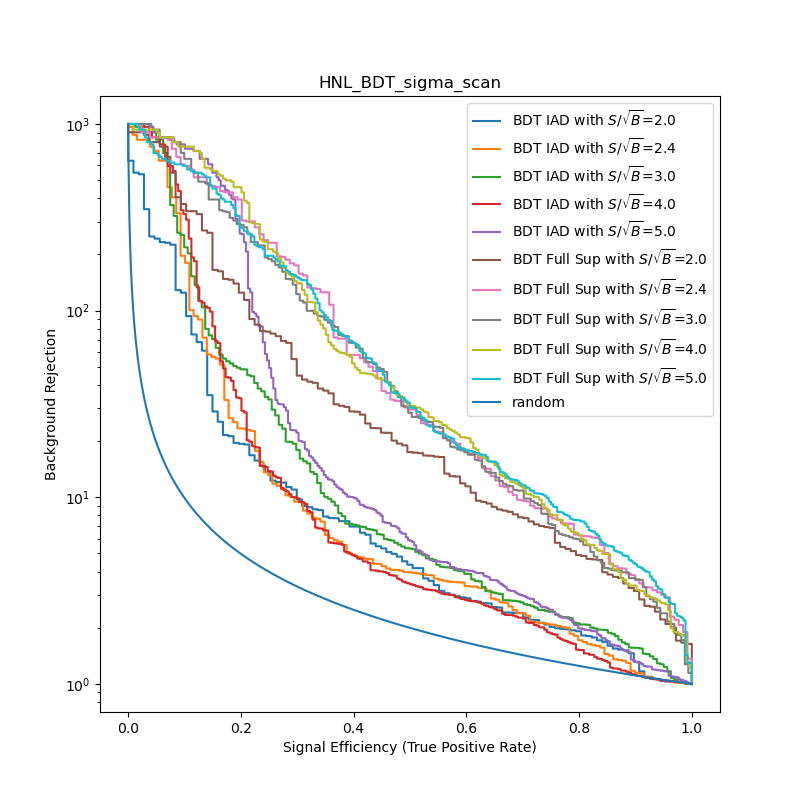 HNL_BDT_sigma_scan
BDT IAD with S/√B=2.0
BDT IAD with S/√B=2.4
BDT IAD with S/√B=3.0
BDT IAD with S/√B=4.0
BDT IAD with S/√B=5.0
BDT Full Sup with S/√B=2.0
BDT Full Sup with S/√B=2.4
BDT Full Sup with S/√B=3.0
BDT Full Sup with S/√B=4.0
BDT Full Sup with S/√B=5.0
random
Background Rejection
10³
10²
10¹
10⁰
0.0 0.2 0.4 0.6 0.8 1.0
Signal Efficiency (True Positive Rate)